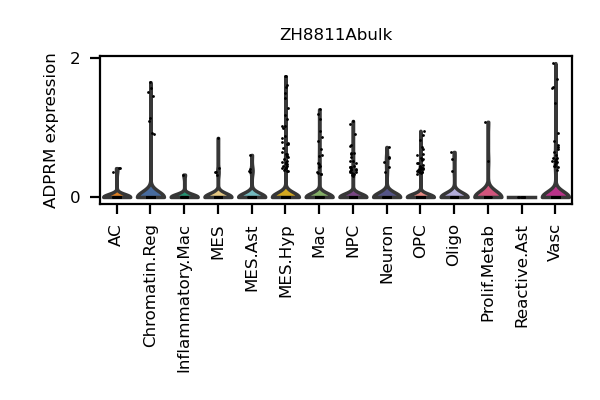 ZH8811Abulk
ADPRM expression
2
0
AC
Chromatin.Reg
Inflammatory.Mac
MES
MES.Ast
MES.Hyp
Mac
NPC
Neuron
OPC
Oligo
Prolif.Metab
Reactive.Ast
Vasc